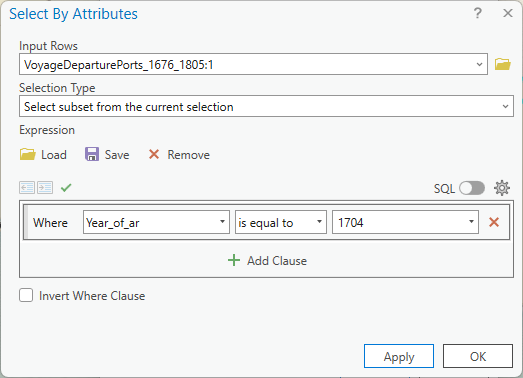 Select By Attributes
Input Rows
VoyageDeparturePorts_1676_1805:1
Selection Type
Select subset from the current selection
Expression
Load Save Remove
SQL
Where Year_of_ar is equal to 1704
Add Clause
Invert Where Clause
Apply OK